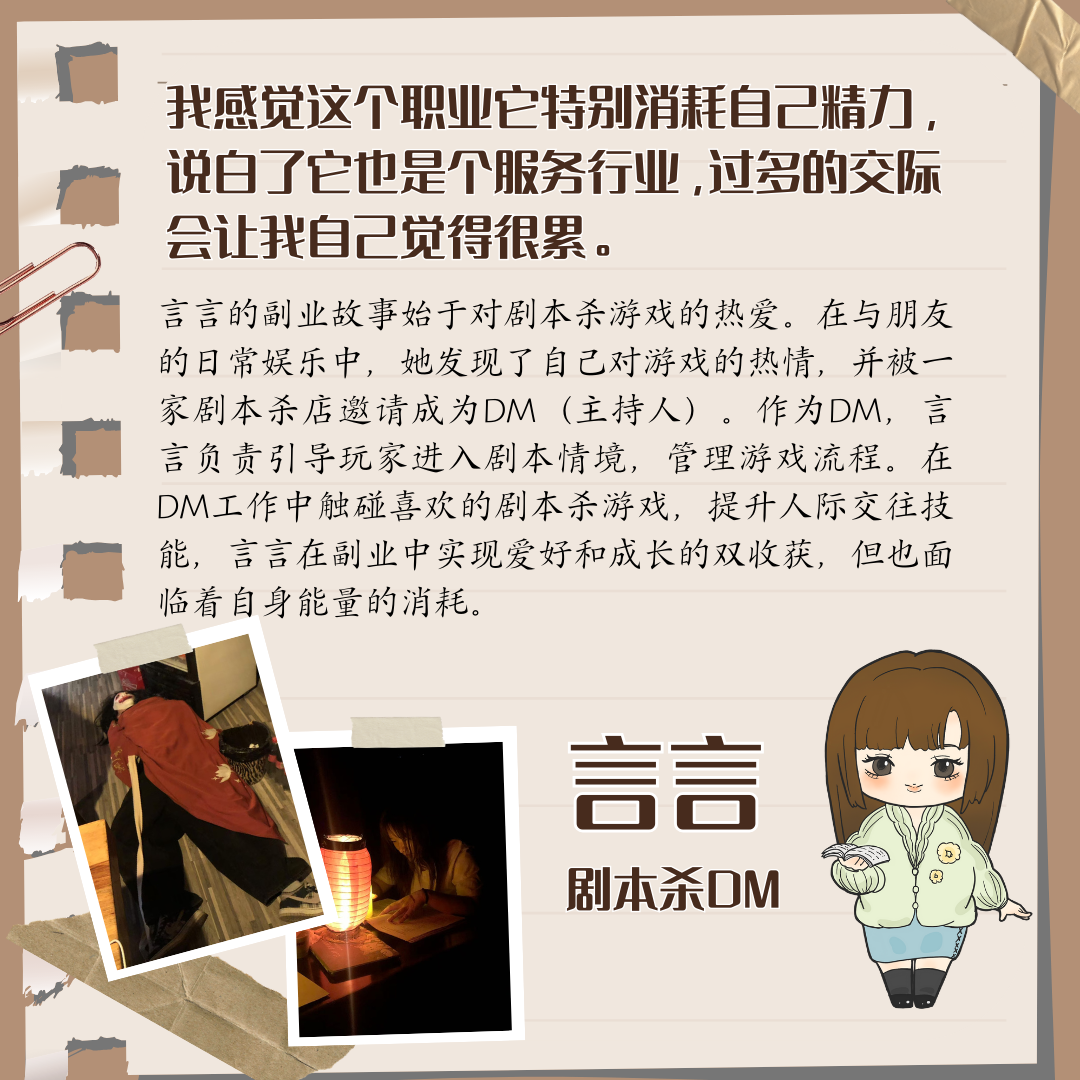 我感觉这个职业它特别消耗自己精力，
说白了它也是个服务行业，过多的交际
会让我自己觉得很累。
言言的副业故事始于对剧本杀游戏的热爱。在与朋友
的日常娱乐中，她发现了自己对游戏的热情，并被一
家剧本杀店邀请成为DM（主持人）。作为DM，言
言负责引导玩家进入剧本情境，管理游戏流程。在
DM工作中触碰喜欢的剧本杀游戏，提升人际交往技
能，言言在副业中实现爱好和成长的双收获，但也面
临着自身能量的消耗。
言言
剧本杀DM